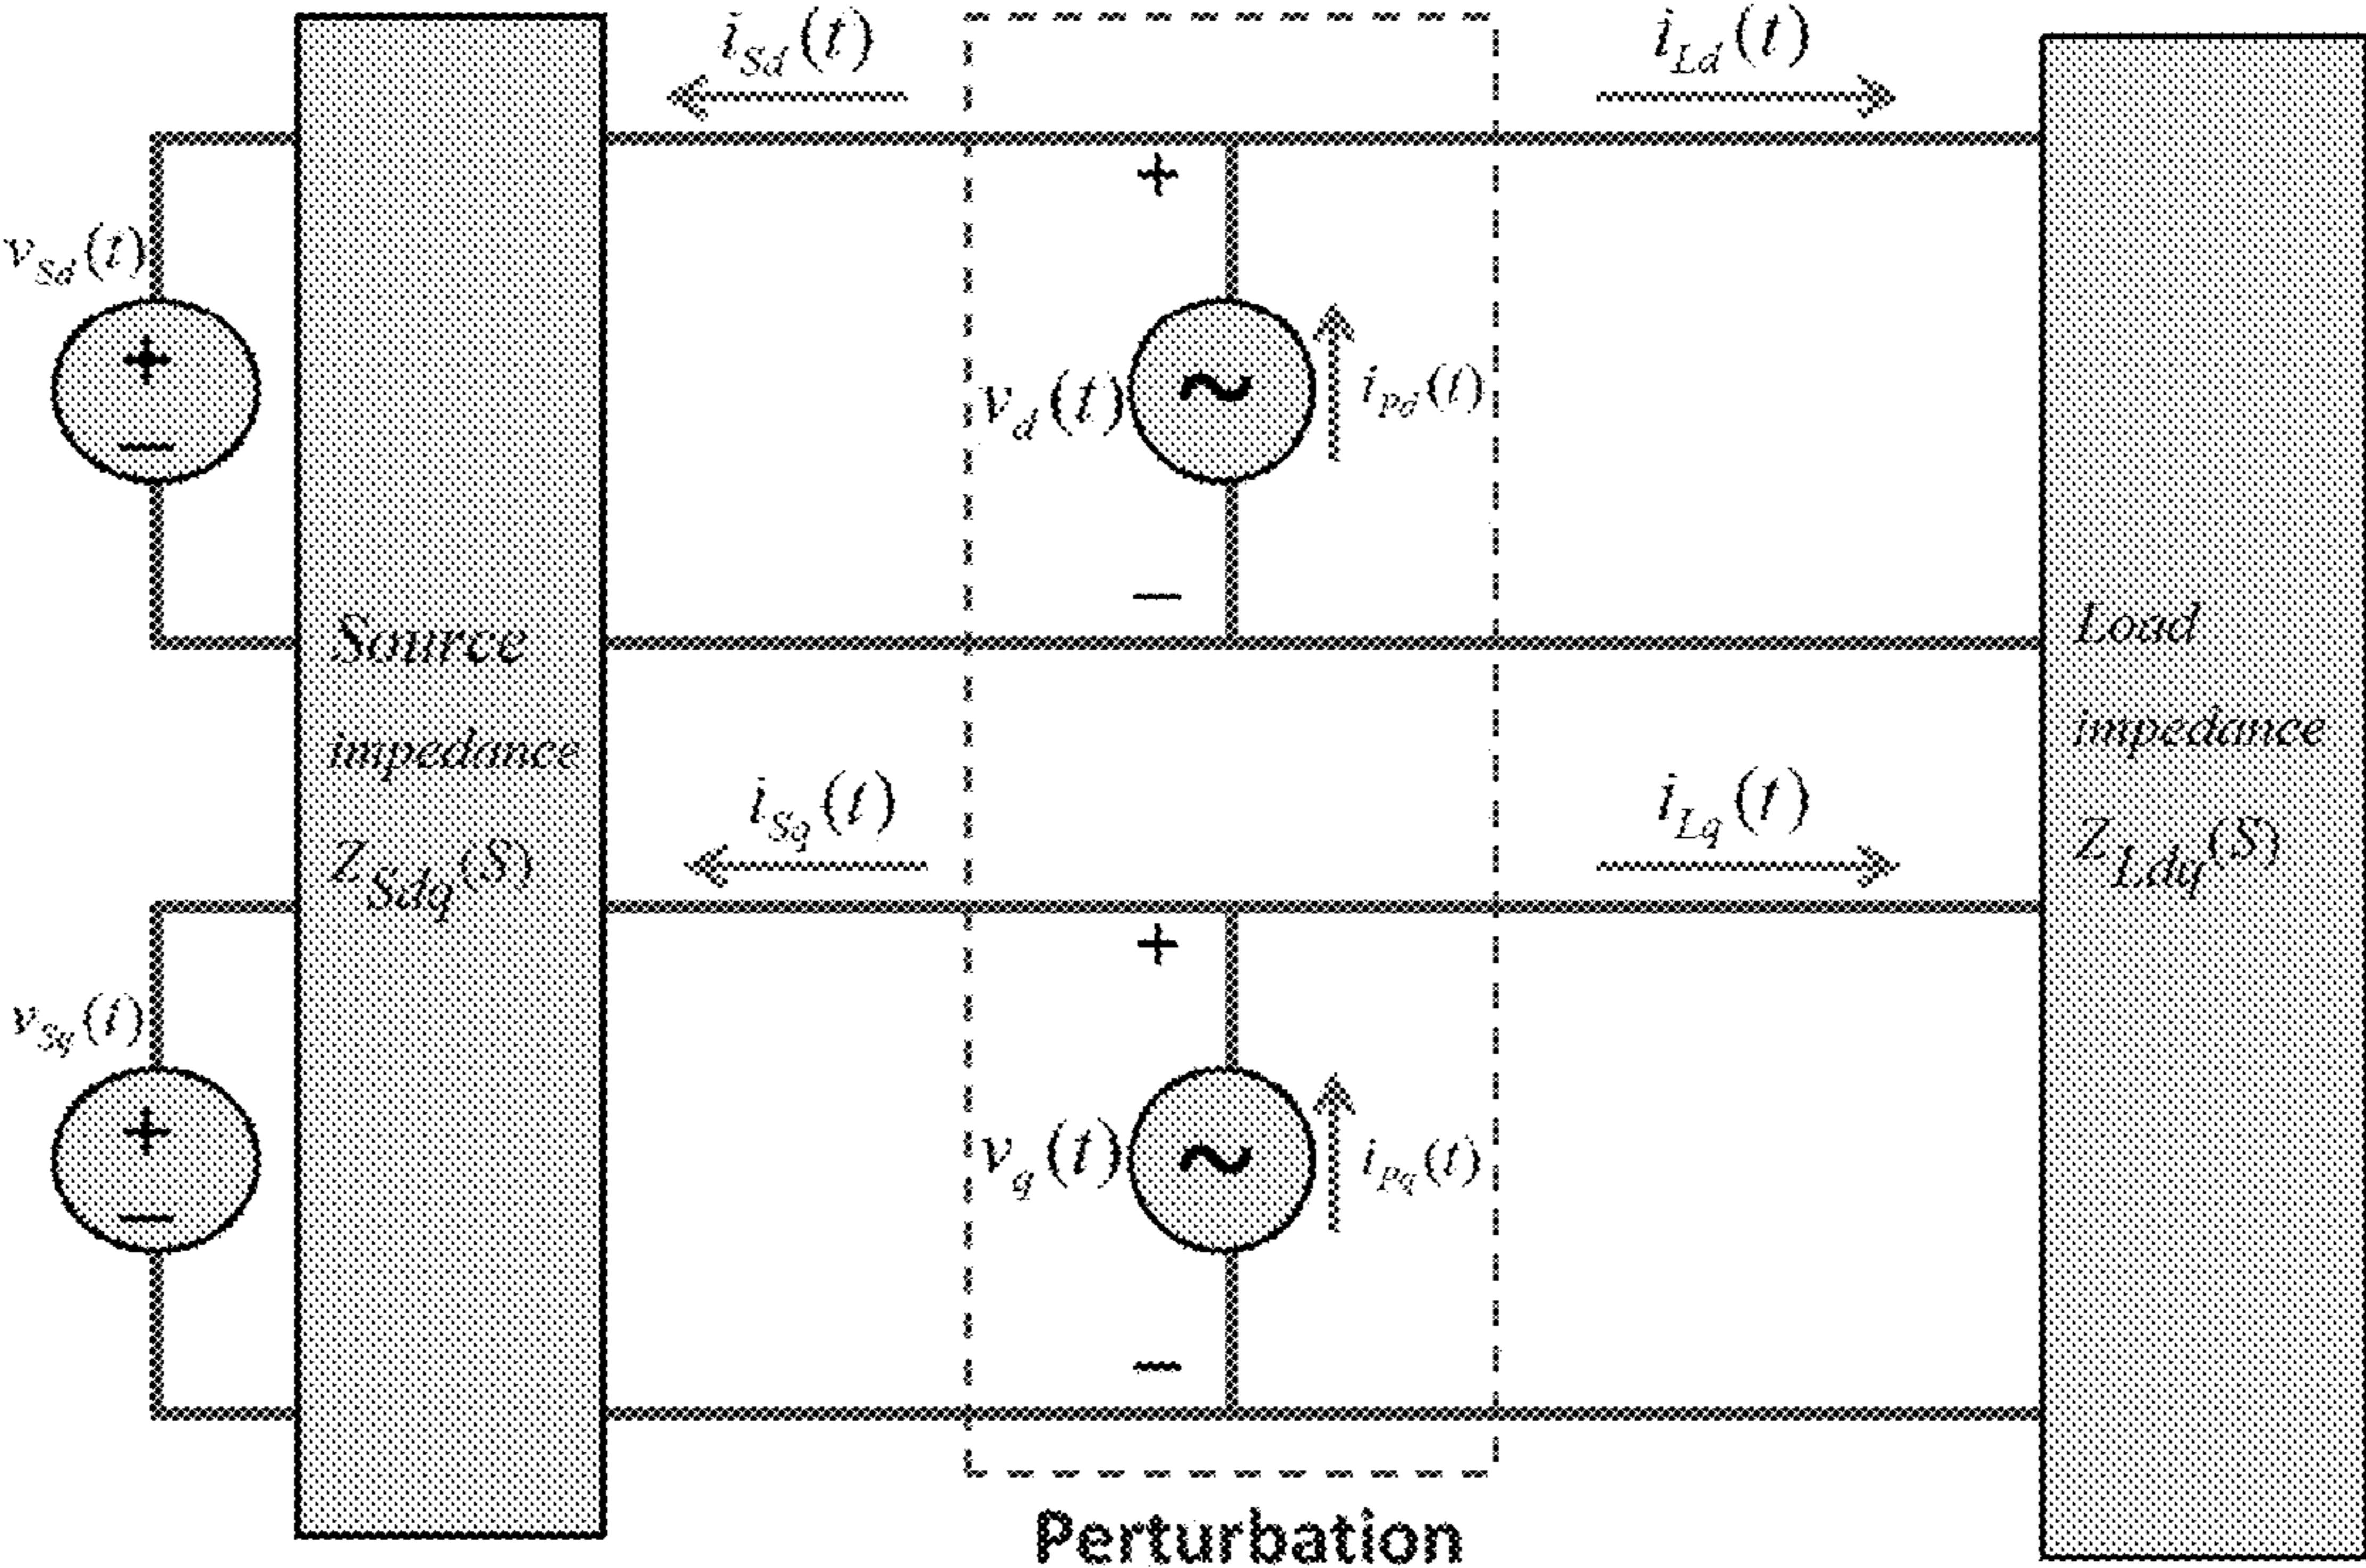 i_Sd(t)
i_Ld(t)
+
v_Sd(t)
+
−
v_d(t)
~
i_Pd(t)
−
Source
impedance
Z_Sdq(S)
Load
impedance
Z_Ldq(S)
i_Sq(t)
i_Lq(t)
+
v_Sq(t)
+
−
v_q(t)
~
i_Pq(t)
−
Perturbation